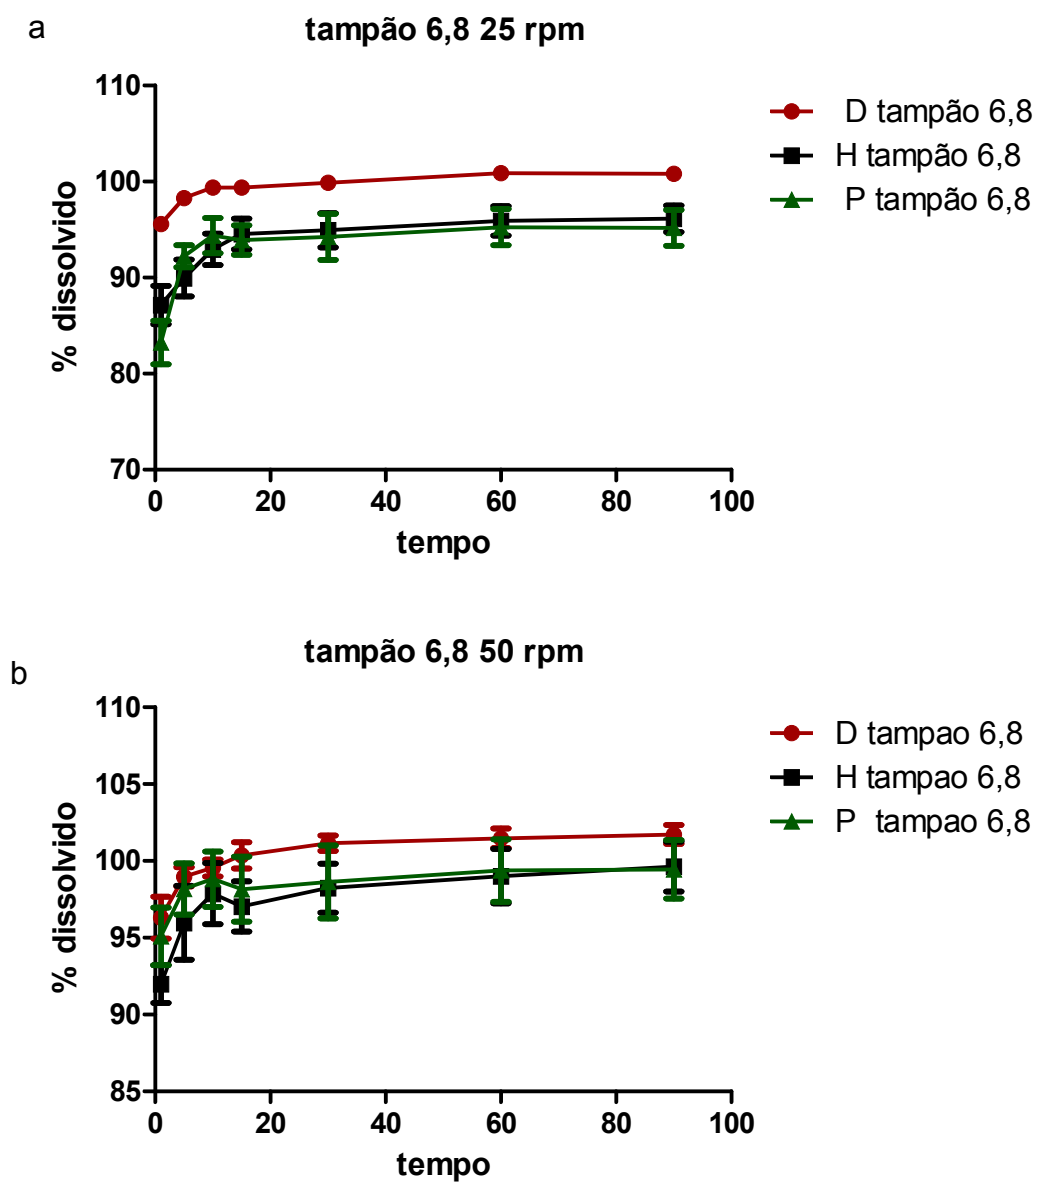 a
tampão 6,8 25 rpm
110
100
90
80
70
% dissolvido
0 20 40 60 80 100
tempo
D tampão 6,8
H tampão 6,8
P tampão 6,8
b
tampão 6,8 50 rpm
110
105
100
95
90
85
% dissolvido
0 20 40 60 80 100
tempo
D tampao 6,8
H tampao 6,8
P tampao 6,8